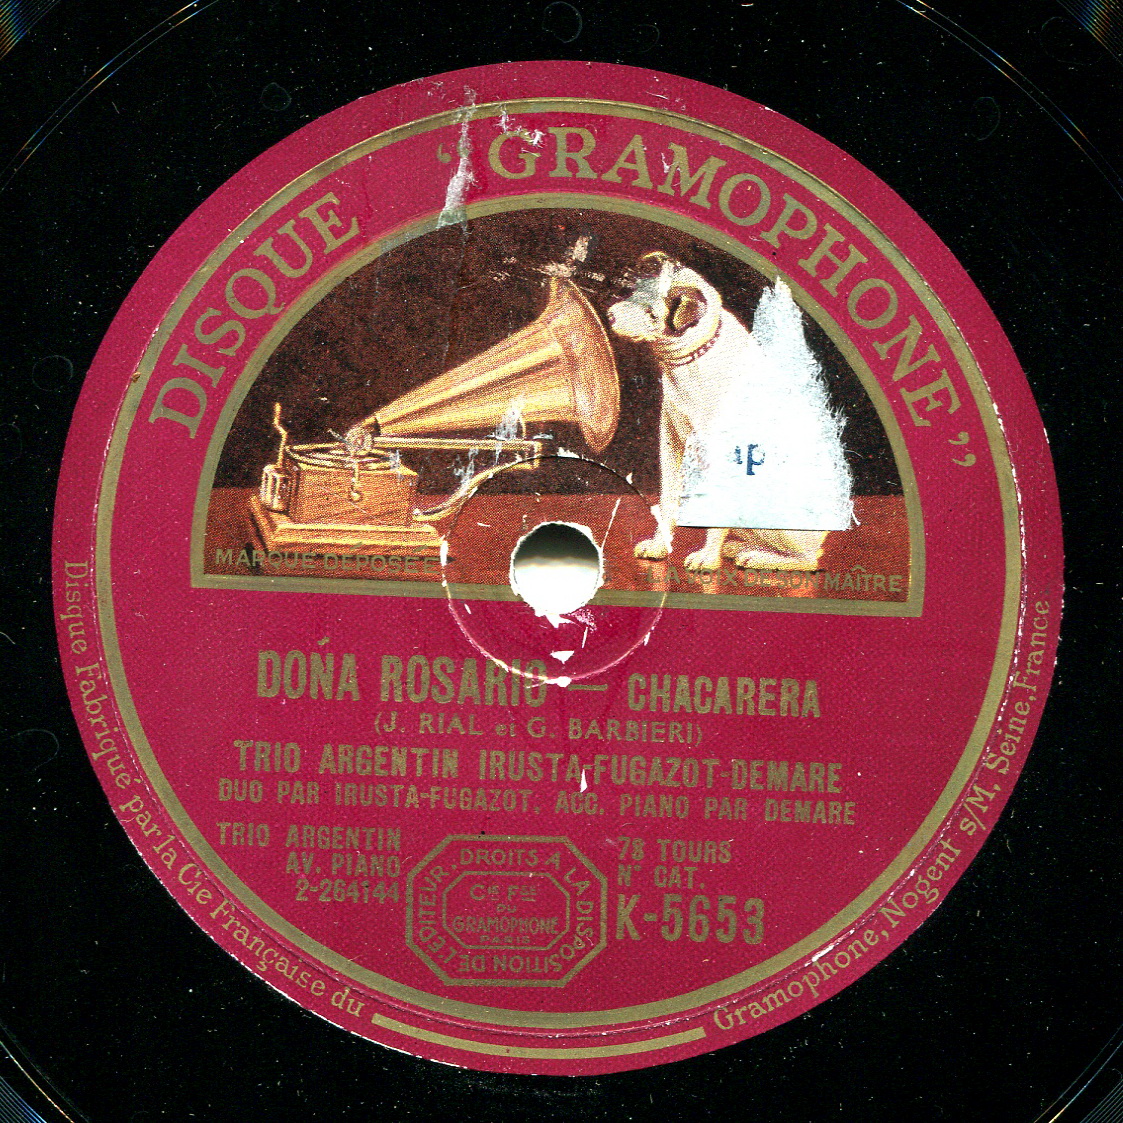 DISQUE “GRAMOPHONE”
up
MARQUE DÉPOSÉE
LA VOIX DE SON MAÎTRE
DOÑA ROSARIO — CHACARERA
(J. RIAL et G. BARBIERI)
TRIO ARGENTIN IRUSTA-FUGAZOT-DEMARE
DUO PAR IRUSTA-FUGAZOT. ACC. PIANO PAR DEMARE
TRIO ARGENTIN
AV. PIANO
2-264144
DROITS A LA DISPOSITION DE L'ÉDITEUR.
Cie Fse
DU
GRAMOPHONE
PARIS
78 TOURS
N° CAT.
K-5653
Disque Fabriqué par la Cie Française du Gramophone, Nogent s/M. Seine, France.